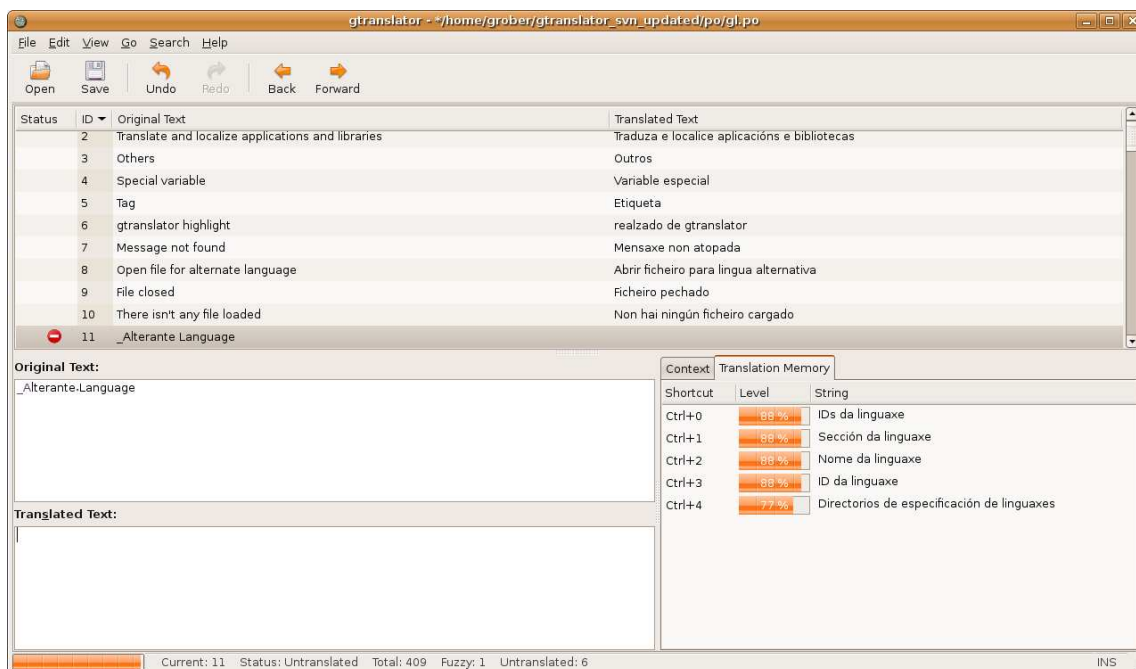 gtranslator - */home/grober/gtranslator_svn_updated/po/gl.po
File Edit View Go Search Help
Open Save Undo Redo Back Forward
Status ID Original Text Translated Text
2 Translate and localize applications and libraries Traduza e localice aplicacións e bibliotecas
3 Others Outros
4 Special variable Variable especial
5 Tag Etiqueta
6 gtranslator highlight realzado de gtranslator
7 Message not found Mensaxe non atopada
8 Open file for alternate language Abrir ficheiro para lingua alternativa
9 File closed Ficheiro pechado
10 There isn't any file loaded Non hai ningún ficheiro cargado
11 _Alterante Language
Original Text:
_Alterante·Language
Translated Text:
Context Translation Memory
Shortcut Level String
Ctrl+0 88 % IDs da linguaxe
Ctrl+1 88 % Sección da linguaxe
Ctrl+2 88 % Nome da linguaxe
Ctrl+3 88 % ID da linguaxe
Ctrl+4 77 % Directorios de especificación de linguaxes
Current: 11 Status: Untranslated Total: 409 Fuzzy: 1 Untranslated: 6 INS